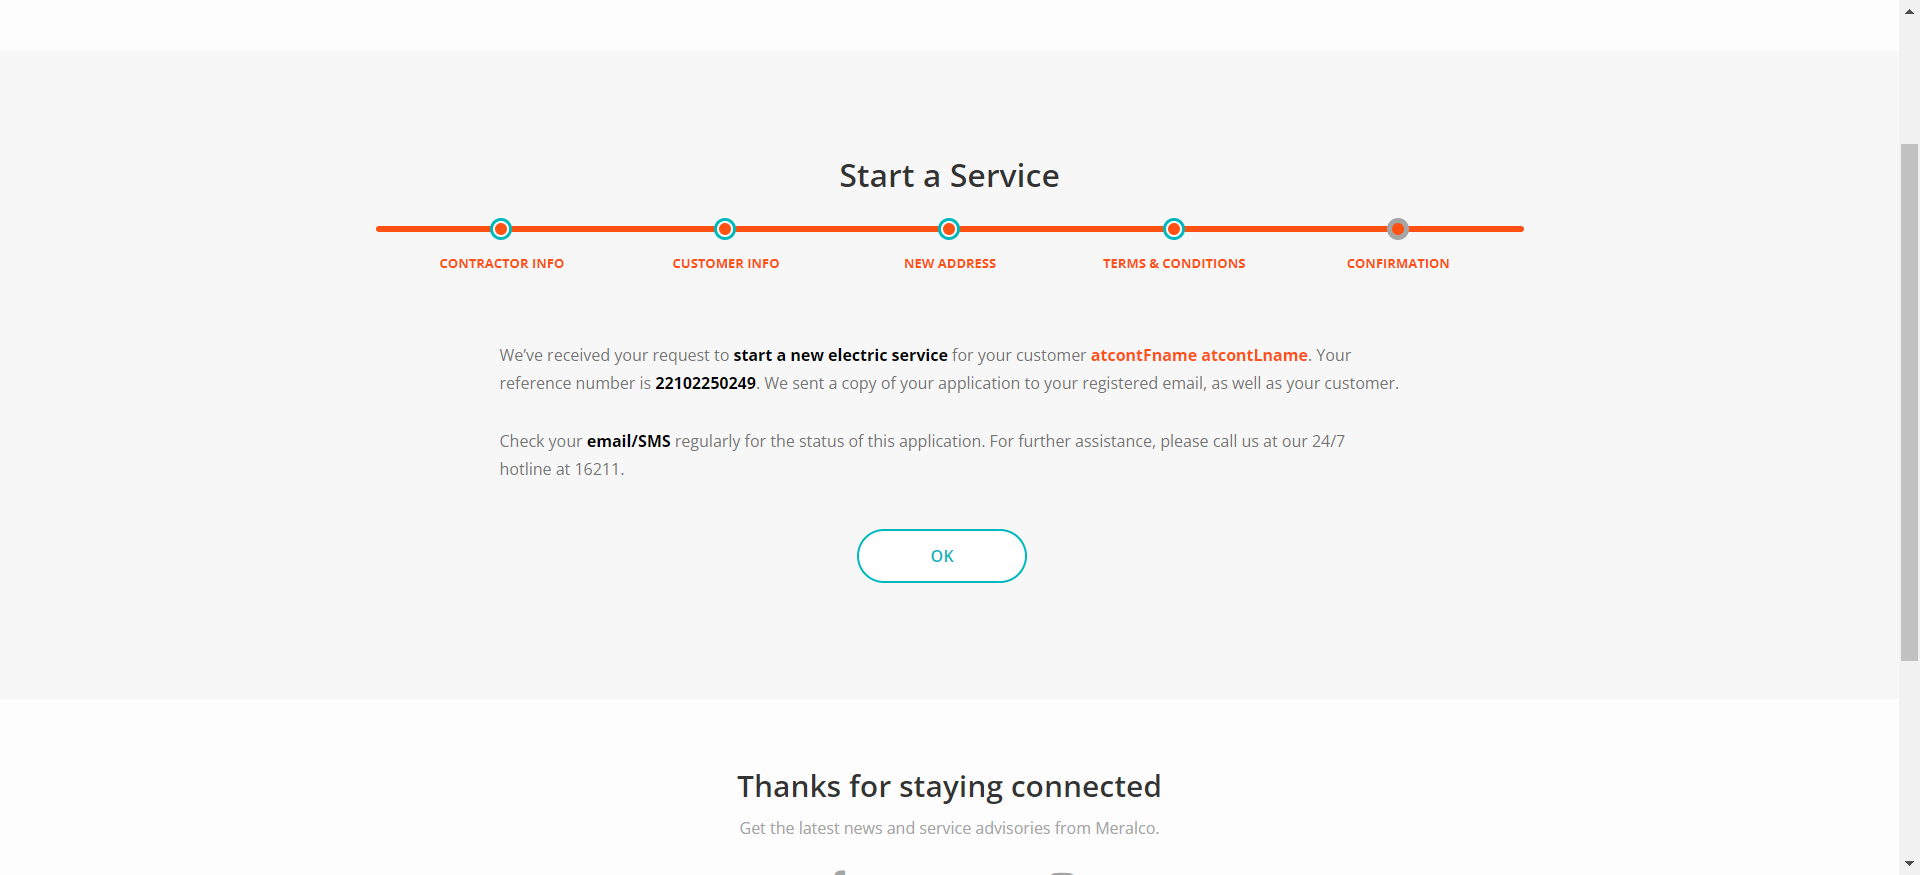 Start a Service
CONTRACTOR INFO
CUSTOMER INFO
NEW ADDRESS
TERMS & CONDITIONS
CONFIRMATION
We’ve received your request to start a new electric service for your customer atcontFname atcontLname. Your
reference number is 22102250249. We sent a copy of your application to your registered email, as well as your customer.
Check your email/SMS regularly for the status of this application. For further assistance, please call us at our 24/7
hotline at 16211.
OK
Thanks for staying connected
Get the latest news and service advisories from Meralco.